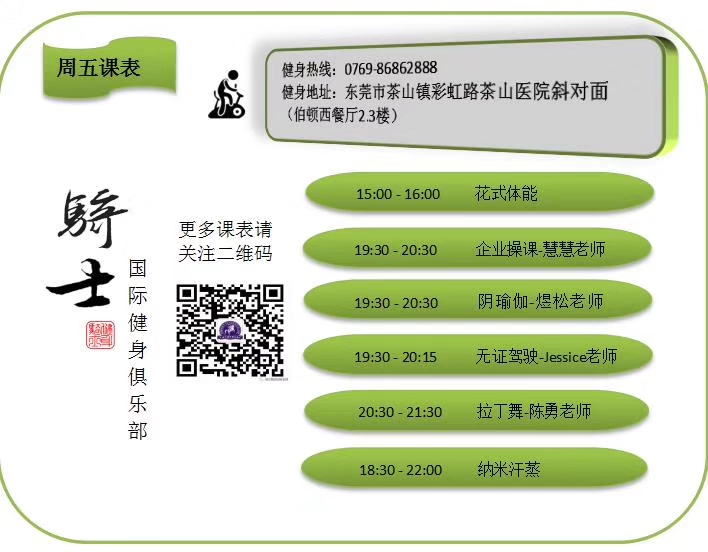 周五课表
健身热线：0769-86862888
健身地址：东莞市茶山镇彩虹路茶山医院斜对面
（伯顿西餐厅2.3楼）
騎士
国际健身俱乐部
更多课表请
关注二维码
15:00 - 16:00 花式体能
19:30 - 20:30 企业操课-慧慧老师
19:30 - 20:30 阴瑜伽-煜松老师
19:30 - 20:15 无证驾驶-Jessice老师
20:30 - 21:30 拉丁舞-陈勇老师
18:30 - 22:00 纳米汗蒸